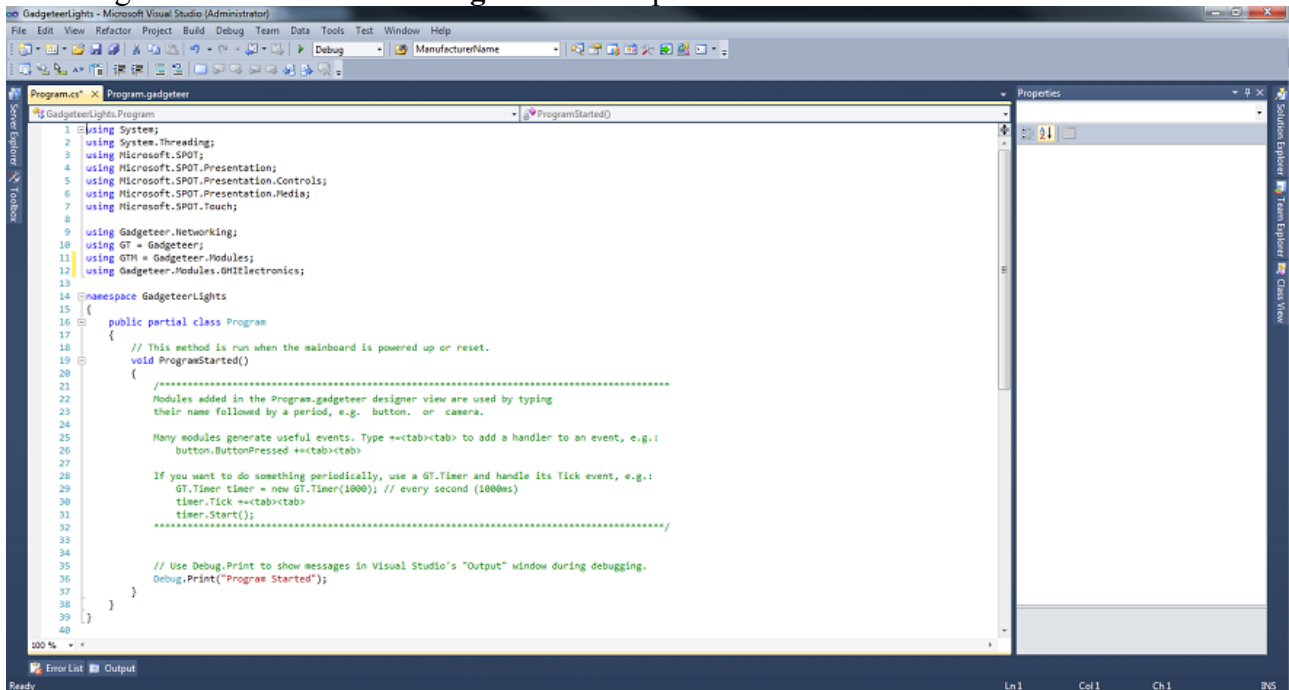 GadgeteerLights - Microsoft Visual Studio (Administrator)
File Edit View Refactor Project Build Debug Team Data Tools Test Window Help
Debug ManufacturerName
Program.cs* Program.gadgeteer
GadgeteerLights.Program ProgramStarted()
1 using System;
2 using System.Threading;
3 using Microsoft.SPOT;
4 using Microsoft.SPOT.Presentation;
5 using Microsoft.SPOT.Presentation.Controls;
6 using Microsoft.SPOT.Presentation.Media;
7 using Microsoft.SPOT.Touch;
8
9 using Gadgeteer.Networking;
10 using GT = Gadgeteer;
11 using GTM = Gadgeteer.Modules;
12 using Gadgeteer.Modules.GHIElectronics;
13
14 namespace GadgeteerLights
15 {
16 public partial class Program
17 {
18 // This method is run when the mainboard is powered up or reset.
19 void ProgramStarted()
20 {
21 /*******************************************************************************************
22 Modules added in the Program.gadgeteer designer view are used by typing
23 their name followed by a period, e.g. button. or camera.
24
25 Many modules generate useful events. Type +=<tab><tab> to add a handler to an event, e.g.:
26 button.ButtonPressed +=<tab><tab>
27
28 If you want to do something periodically, use a GT.Timer and handle its Tick event, e.g.:
29 GT.Timer timer = new GT.Timer(1000); // every second (1000ms)
30 timer.Tick +=<tab><tab>
31 timer.Start();
32 *******************************************************************************************/
33
34
35 // Use Debug.Print to show messages in Visual Studio's "Output" window during debugging.
36 Debug.Print("Program Started");
37 }
38 }
39 }
40
100 %
Error List Output
Ready Ln 1 Col 1 Ch 1 INS
Server Explorer
Toolbox
Properties
Solution Explorer
Team Explorer
Class View